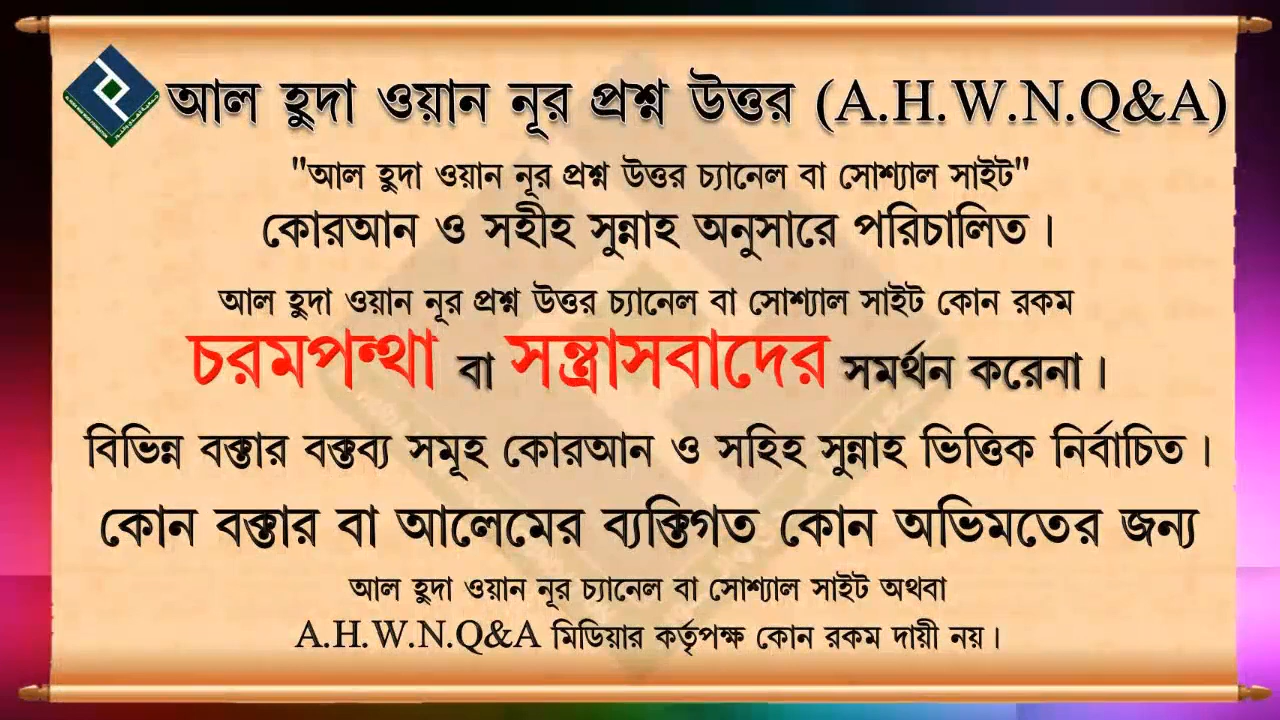 আল হুদা ওয়ান নূর প্রশ্ন উত্তর (A.H.W.N.Q&A)
"আল হুদা ওয়ান নূর প্রশ্ন উত্তর চ্যানেল বা সোশ্যাল সাইট"
কোরআন ও সহীহ সুন্নাহ অনুসারে পরিচালিত।
আল হুদা ওয়ান নূর প্রশ্ন উত্তর চ্যানেল বা সোশ্যাল সাইট কোন রকম
চরমপন্থা বা সন্ত্রাসবাদের সমর্থন করেনা।
বিভিন্ন বক্তার বক্তব্য সমূহ কোরআন ও সহিহ সুন্নাহ ভিত্তিক নির্বাচিত।
কোন বক্তার বা আলেমের ব্যক্তিগত কোন অভিমতের জন্য
আল হুদা ওয়ান নূর চ্যানেল বা সোশ্যাল সাইট অথবা
A.H.W.N.Q&A মিডিয়ার কর্তৃপক্ষ কোন রকম দায়ী নয়।